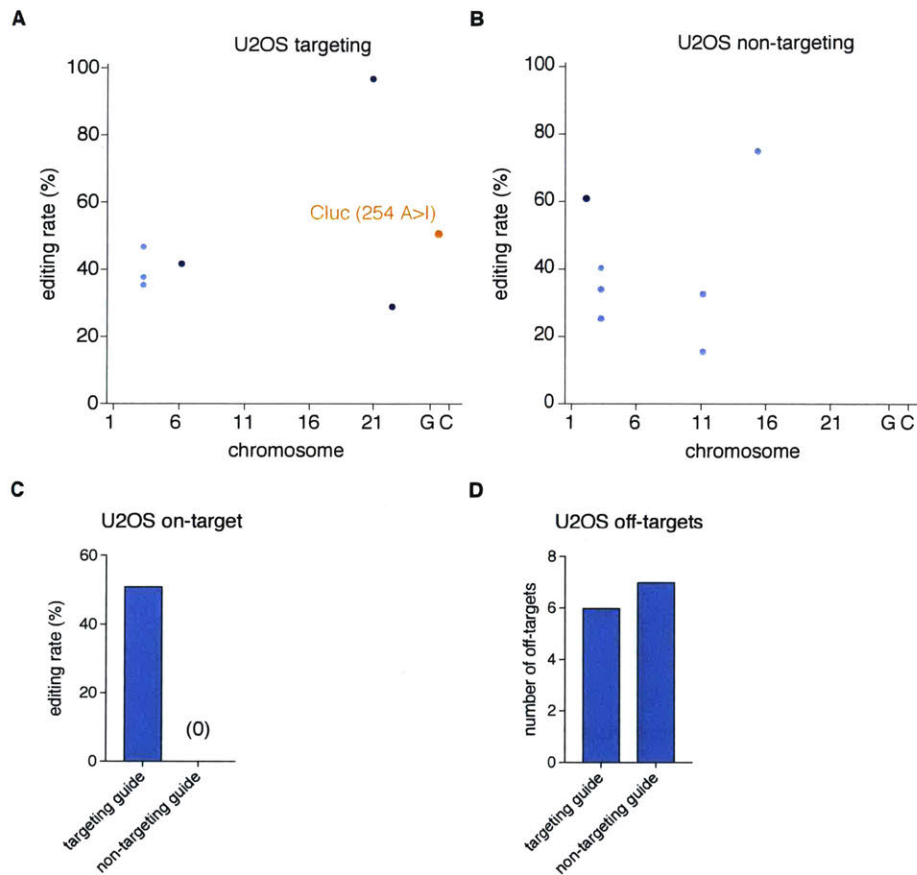 A
U2OS targeting
100
80
60
40
20
0
editing rate (%)
Cluc (254 A>I)
1 6 11 16 21 G C
chromosome
B
U2OS non-targeting
100
80
60
40
20
0
editing rate (%)
1 6 11 16 21 G C
chromosome
C
U2OS on-target
60
40
20
0
editing rate (%)
(0)
targeting guide
non-targeting guide
D
U2OS off-targets
8
6
4
2
0
number of off-targets
targeting guide
non-targeting guide